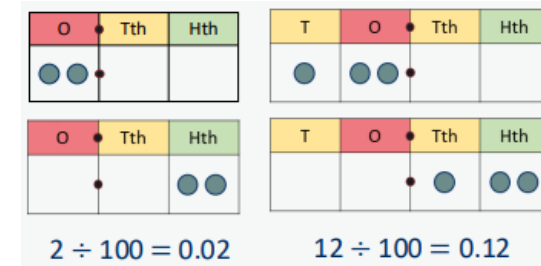 O Tth Hth
T O Tth Hth
O Tth Hth
T O Tth Hth
2 ÷ 100 = 0.02
12 ÷ 100 = 0.12